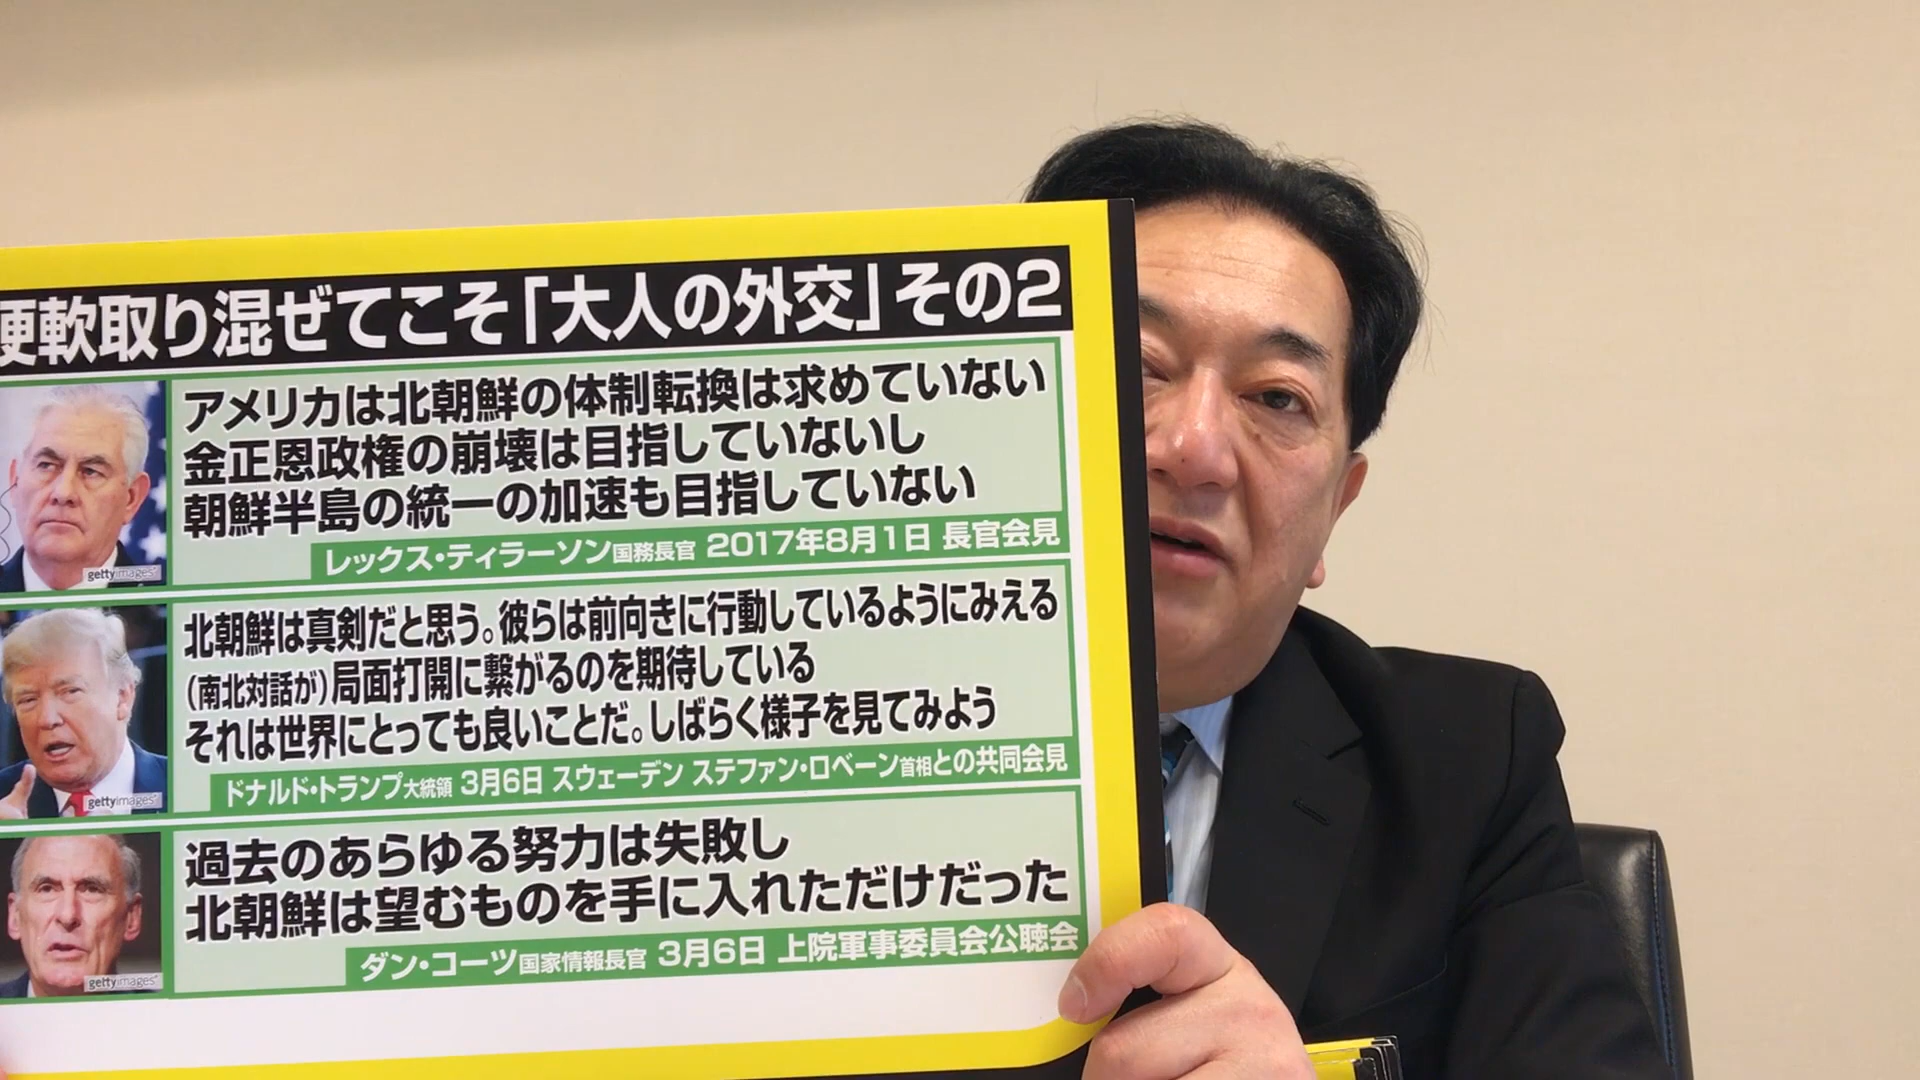 硬軟取り混ぜてこそ「大人の外交」その2
アメリカは北朝鮮の体制転換は求めていない
金正恩政権の崩壊は目指していないし
朝鮮半島の統一の加速も目指していない
レックス・ティラーソン国務長官 2017年8月1日 長官会見
gettyimages
北朝鮮は真剣だと思う。彼らは前向きに行動しているようにみえる
(南北対話が)局面打開に繋がるのを期待している
それは世界にとっても良いことだ。しばらく様子を見てみよう
ドナルド・トランプ大統領 3月6日 スウェーデン ステファン・ロベーン首相との共同会見
gettyimages
過去のあらゆる努力は失敗し
北朝鮮は望むものを手に入れただけだった
ダン・コーツ国家情報長官 3月6日 上院軍事委員会公聴会
gettyimages